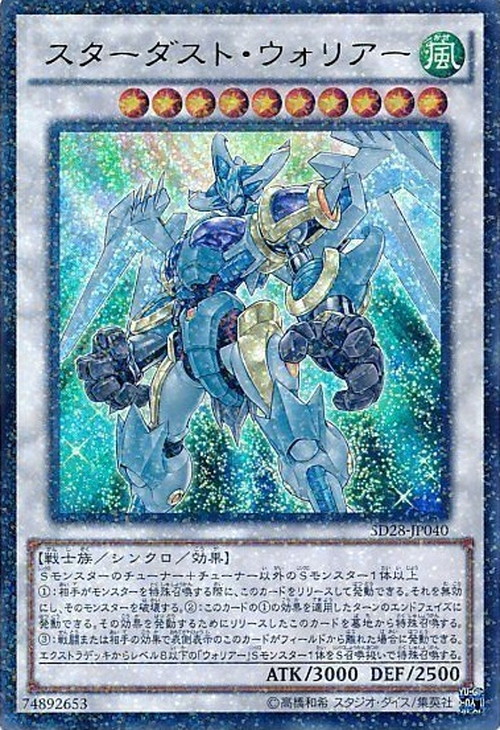 スターダスト・ウォリアー
風
SD28-JP040
【戦士族／シンクロ／効果】
Ｓモンスターのチューナー＋チューナー以外のＳモンスター１体以上
①：相手がモンスターを特殊召喚する際に、このカードをリリースして発動できる。それを無効
にし、そのモンスターを破壊する。②：このカードの①の効果を適用したターンのエンドフェイズに
発動できる。その効果を発動するためにリリースしたこのカードを墓地から特殊召喚する。
③：戦闘または相手の効果で表側表示のこのカードがフィールドから離れた場合に発動できる。
エクストラデッキからレベル８以下の「ウォリアー」Ｓモンスター１体をＳ召喚扱いで特殊召喚する。
ATK/3000 DEF/2500
74892653
©高橋和希 スタジオ・ダイス/集英社